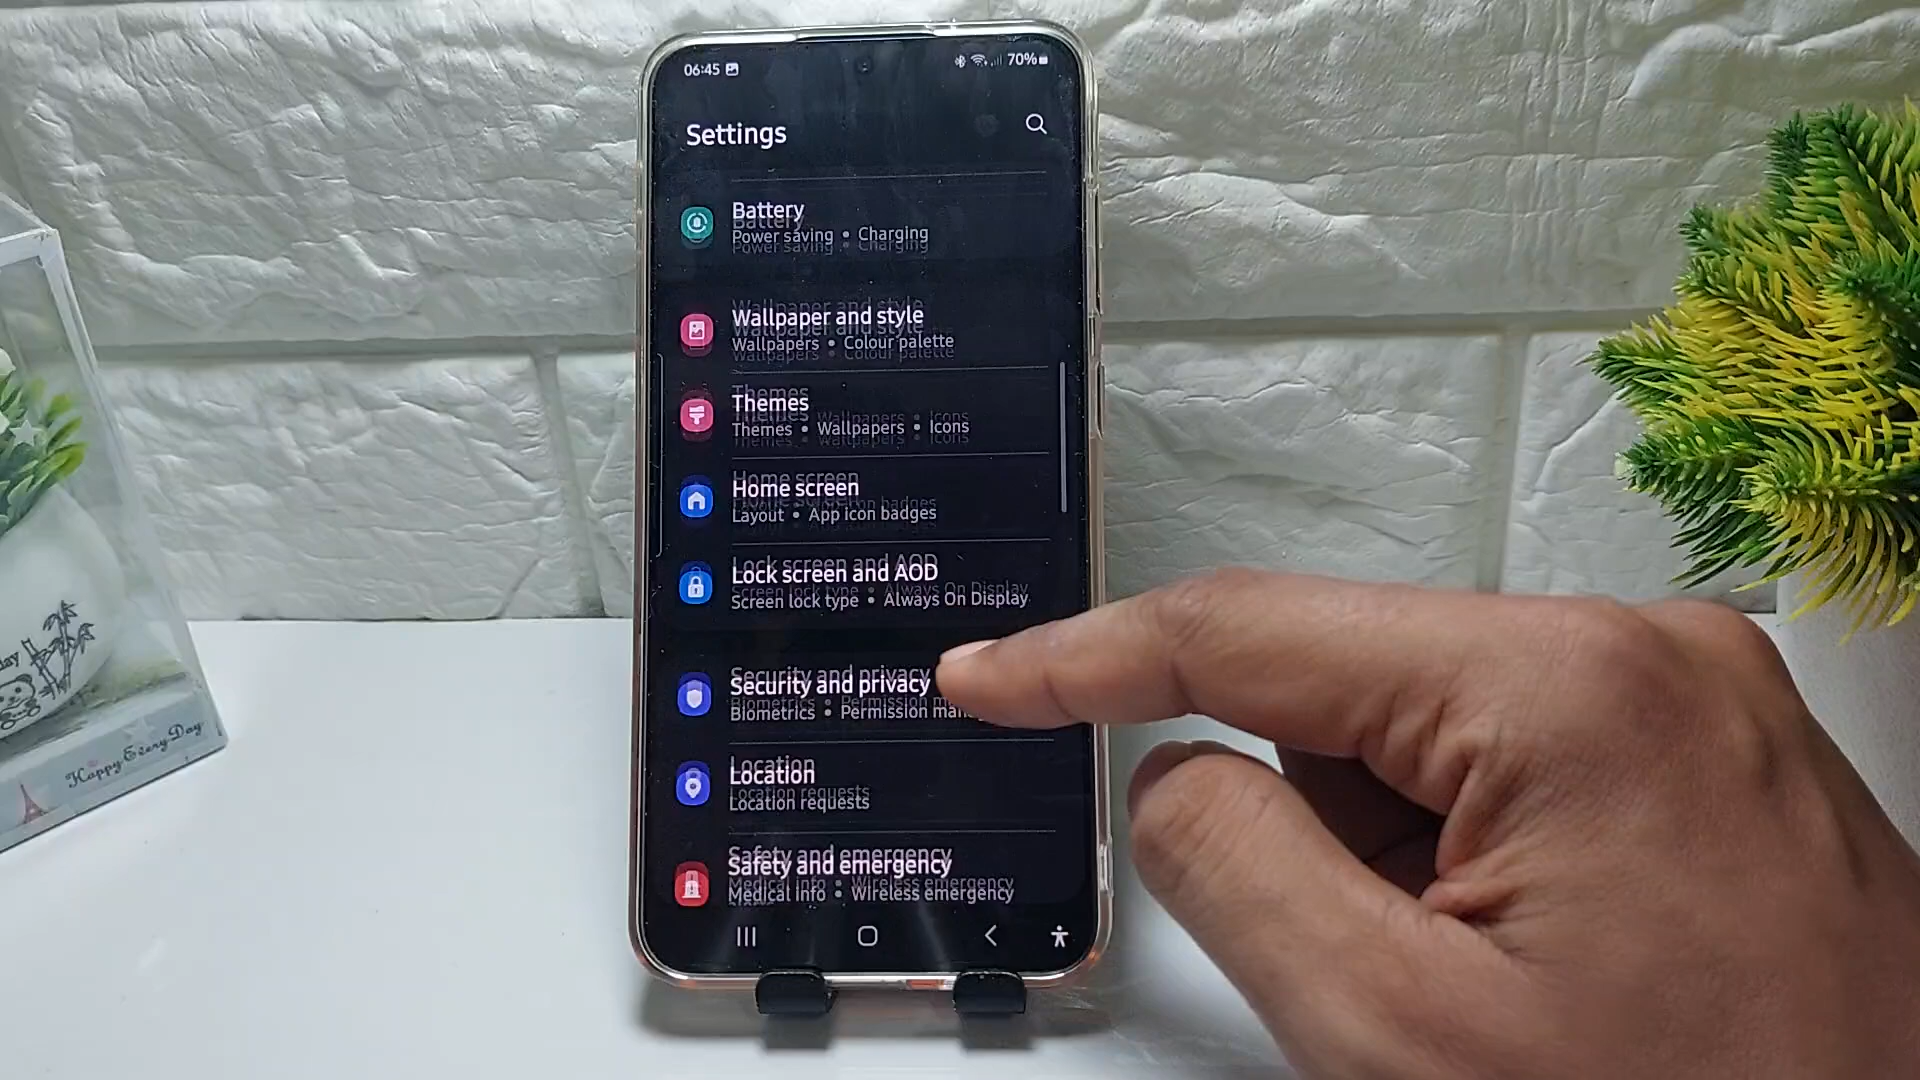 06:45
70%
Settings
Battery
Power saving • Charging
Wallpaper and style
Wallpapers • Colour palette
Themes
Themes • Wallpapers • Icons
Home screen
Layout • App icon badges
Lock screen and AOD
Screen lock type • Always On Display
Security and privacy
Biometrics • Permission
Location
Location requests
Safety and emergency
Medical info • Wireless emergency
Happy Every Day